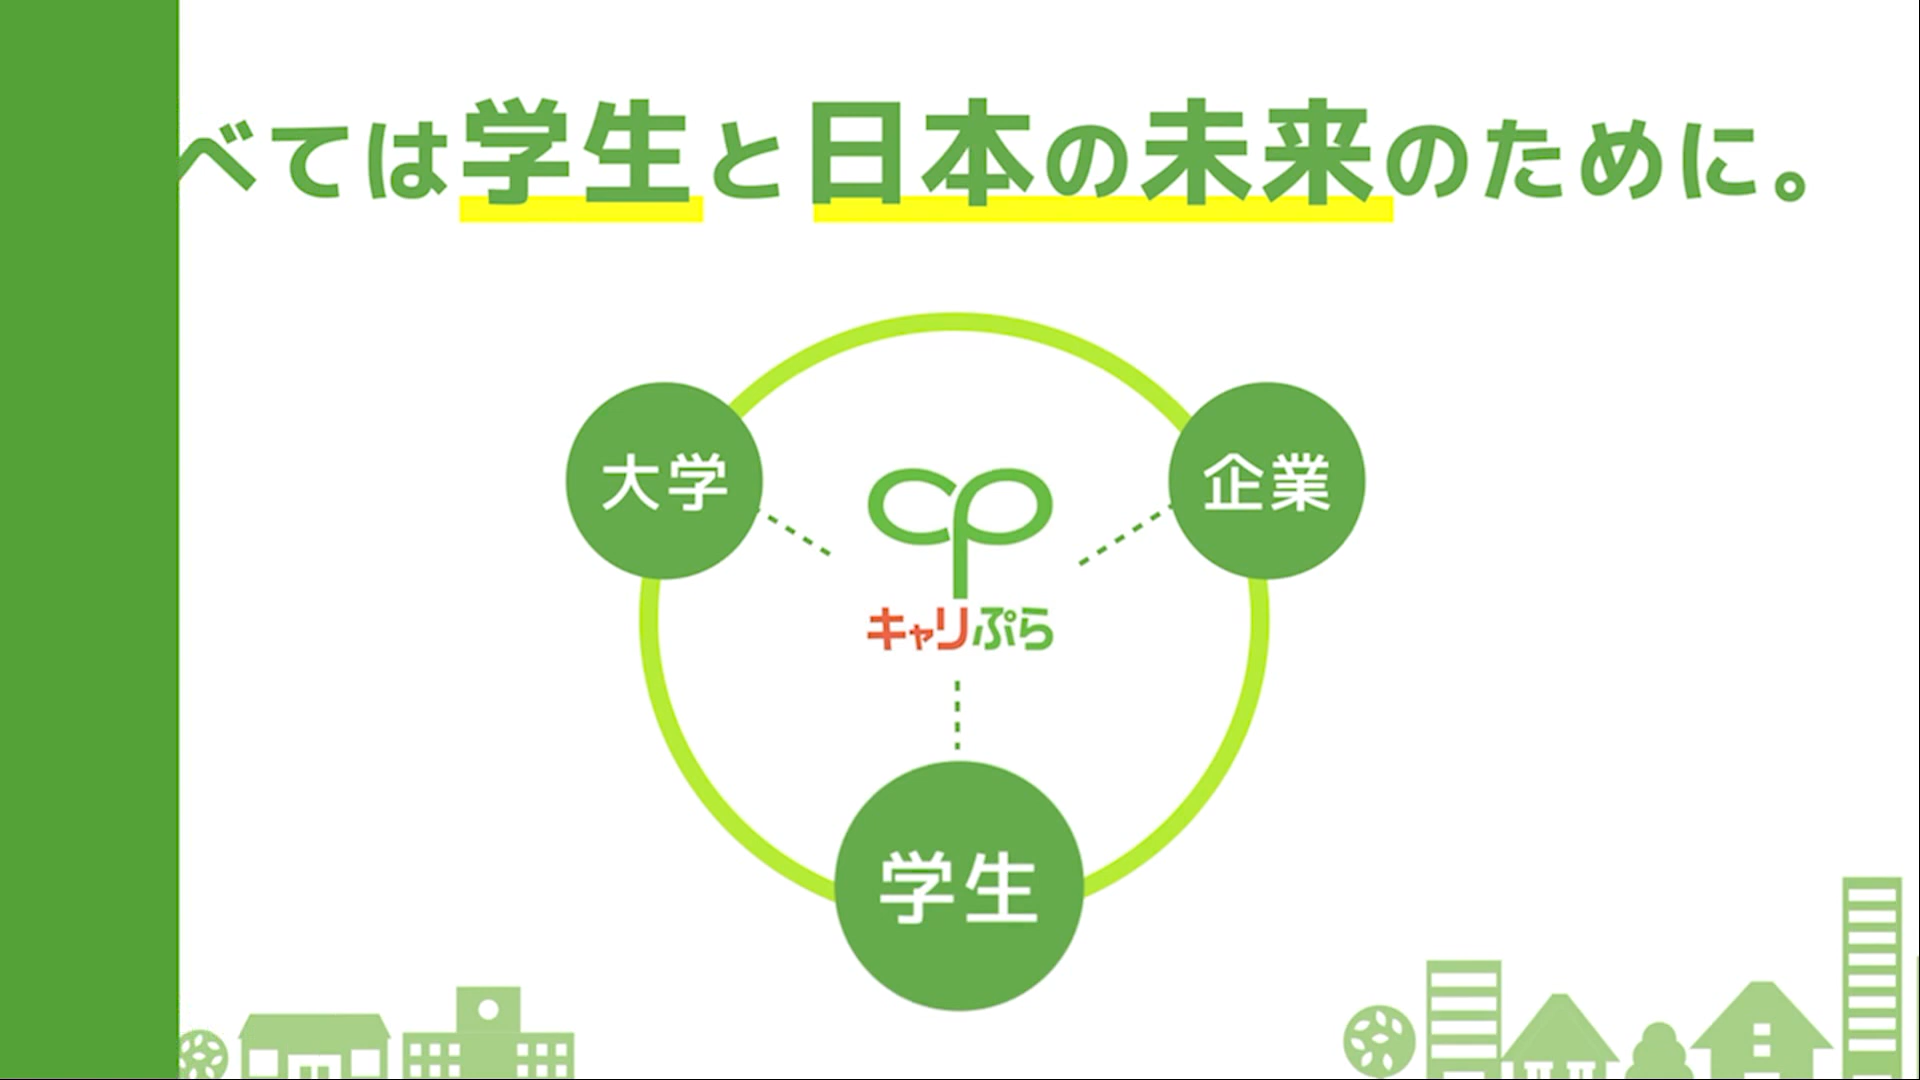 べては学生と日本の未来のために。
大学
企業
キャリぷら
学生